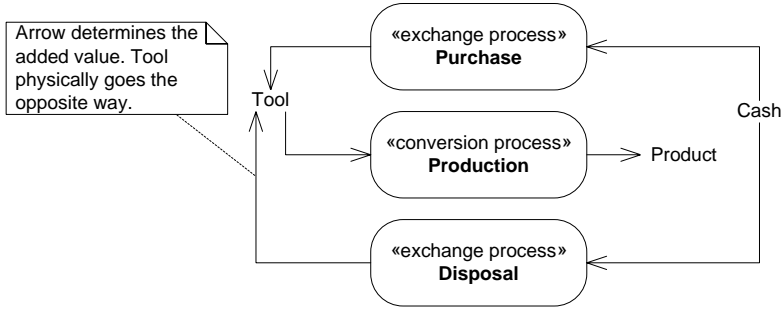 Arrow determines the
added value. Tool
physically goes the
opposite way.
«exchange process»
Purchase
Tool
Cash
«conversion process»
Production
Product
«exchange process»
Disposal